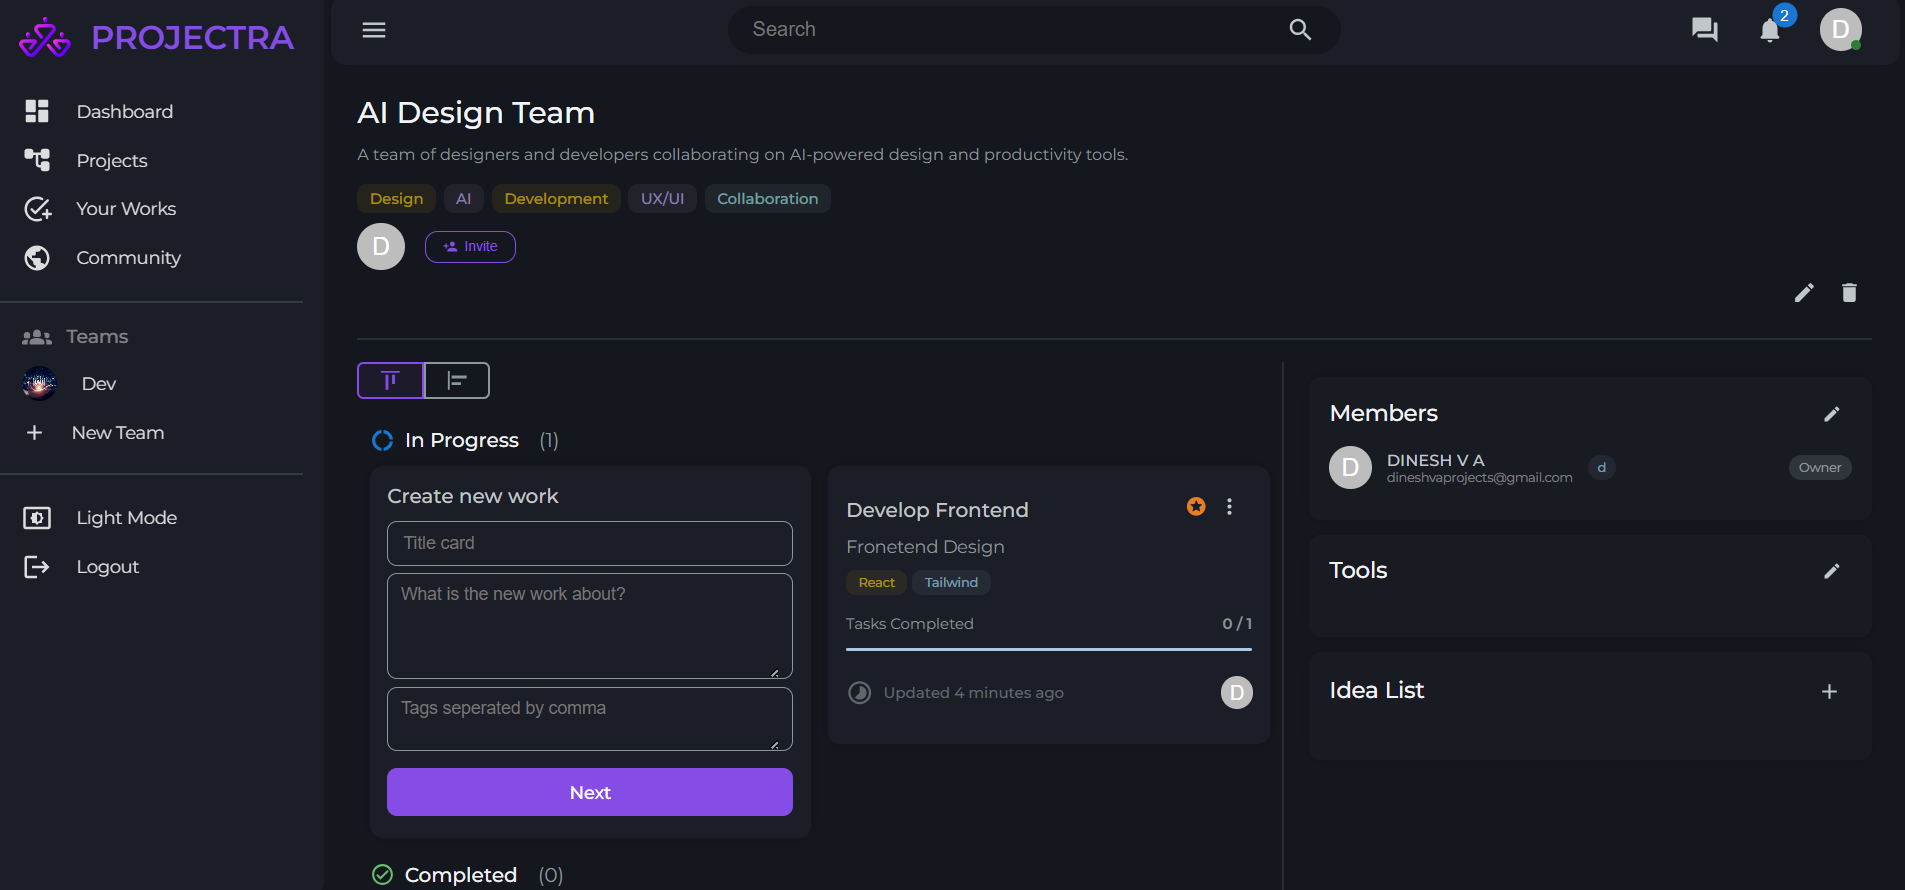 PROJECTRA
Search
2
D
Dashboard
Projects
Your Works
Community
Teams
Dev
New Team
Light Mode
Logout
AI Design Team
A team of designers and developers collaborating on AI-powered design and productivity tools.
Design AI Development UX/UI Collaboration
D Invite
In Progress (1)
Create new work
Title card
What is the new work about?
Tags seperated by comma
Next
Develop Frontend
Fronetend Design
React Tailwind
Tasks Completed 0 / 1
Updated 4 minutes ago D
Completed (0)
Members
D DINESH V A d Owner
dineshvaprojects@gmail.com
Tools
Idea List